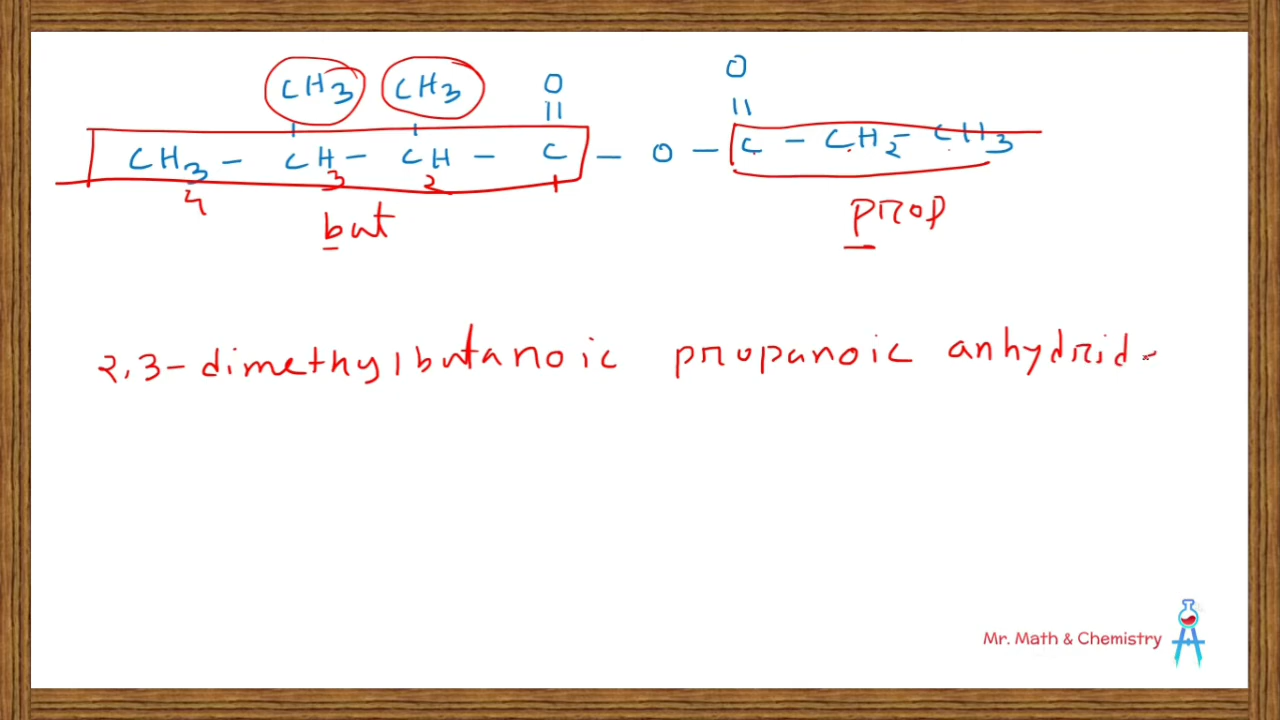 CH3 CH3 O O
|| ||
CH3 - CH - CH - C - O - C - CH2 - CH3
4 3 2 1
but prop
2,3-dimethylbutanoic propanoic anhydrid
Mr. Math & Chemistry